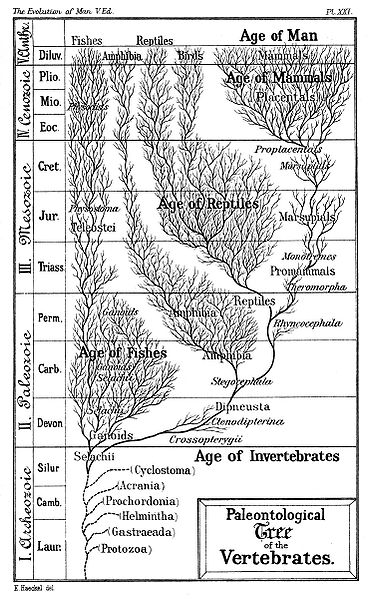 The Evolution of Man V Ed.
Pl. XXI.
Fishes
Reptiles
Age of Man
Amphibia
Birds
Mammals
Age of Mammals
Placentals
Proplacentals
Marsupials
Physostoma
Teleostei
Age of Reptiles
Marsupials
Monotremes
Promammals
Theromorpha
Reptiles
Ganoids
Amphibia
Rhyncocephala
Age of Fishes
Ganoids
Selachii
Amphibia
Stegocephala
Selachii
Dipneusta
Ctenodipterina
Ganoids
Crossopterygii
Selachii
Age of Invertebrates
(Cyclostoma)
(Acrania)
(Prochordonia)
(Helmintha)
(Gastraeada)
(Protozoa)
Paleontological
Tree
of the
Vertebrates.
IV. Cenozoic
Diluv.
Plio.
Mio.
Eoc.
III. Mesozoic
Cret.
Jur.
Triass
II. Paleozoic
Perm.
Carb.
Devon.
I. Archeozoic
Silur
Camb.
Laur.
E. Haeckel del.